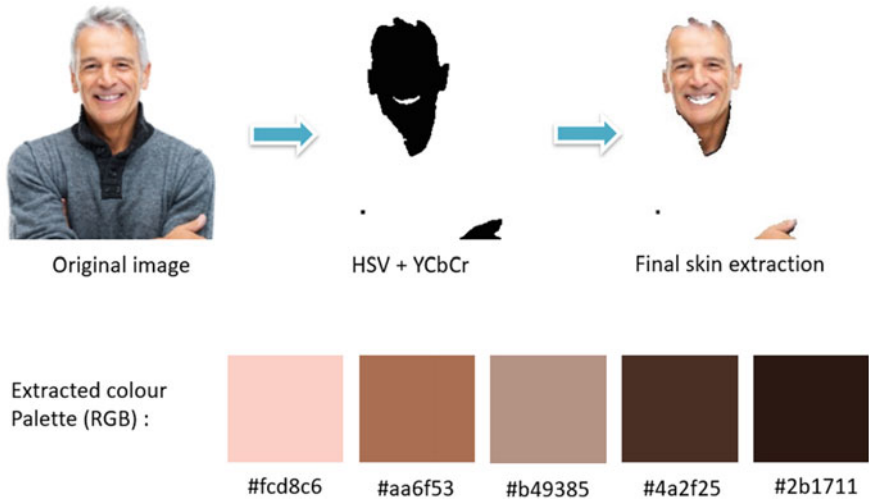 Original image
HSV + YCbCr
Final skin extraction
Extracted colour
Palette (RGB) :
#fcd8c6
#aa6f53
#b49385
#4a2f25
#2b1711